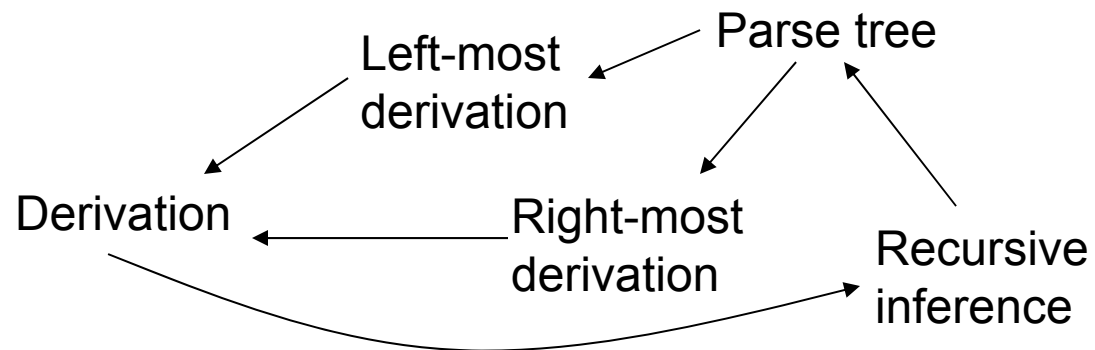 Parse tree
Left-most
derivation
Derivation
Right-most
derivation
Recursive
inference